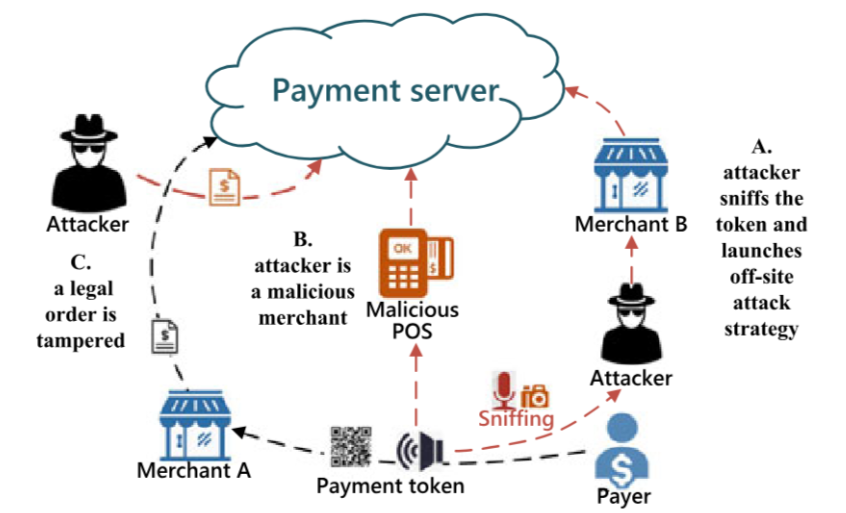 Payment server
Attacker
C.
a legal
order is
tampered
B.
attacker is
a malicious
merchant
OK
$
Malicious
POS
Merchant B
A.
attacker
sniffs the
token and
launches
off-site
attack
strategy
Attacker
Sniffing
$
$
$
Merchant A
Payment token
Payer